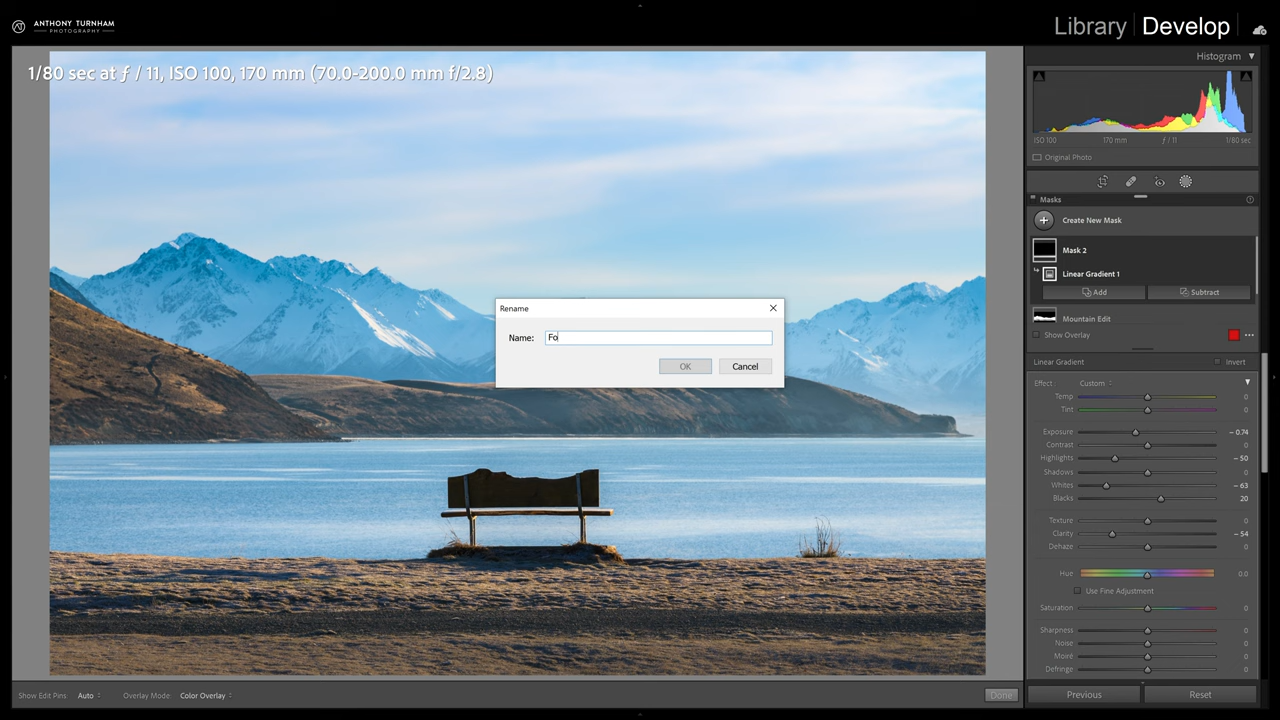 ANTHONY TURNHAM
PHOTOGRAPHY
Library | Develop
1/80 sec at ƒ / 11, ISO 100, 170 mm (70.0-200.0 mm f/2.8)
Histogram
ISO 100 170 mm ƒ / 11 1/80 sec
Original Photo
Masks
Create New Mask
Mask 2
Linear Gradient 1
Add Subtract
Mountain Edit
Show Overlay
Rename
Name: Fo
OK Cancel
Linear Gradient Invert
Effect : Custom
Temp 0
Tint 0
Exposure – 0.74
Contrast 0
Highlights – 50
Shadows 0
Whites – 63
Blacks 20
Texture 0
Clarity – 54
Dehaze 0
Hue 0.0
Use Fine Adjustment
Saturation 0
Sharpness 0
Noise 0
Moiré 0
Defringe 0
Show Edit Pins: Auto Overlay Mode: Color Overlay Done
Previous Reset